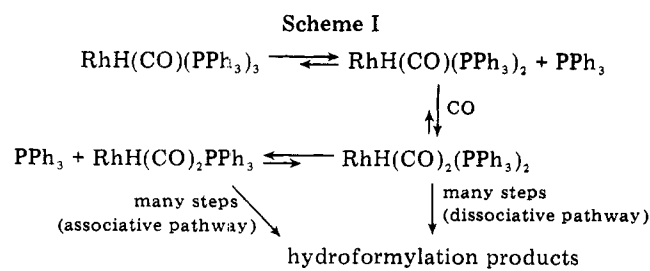 Scheme I
RhH(CO)(PPh₃)₃ ⇌ RhH(CO)(PPh₃)₂ + PPh₃
CO
PPh₃ + RhH(CO)₂PPh₃ ⇌ RhH(CO)₂(PPh₃)₂
many steps
(associative pathway)
many steps
(dissociative pathway)
hydroformylation products